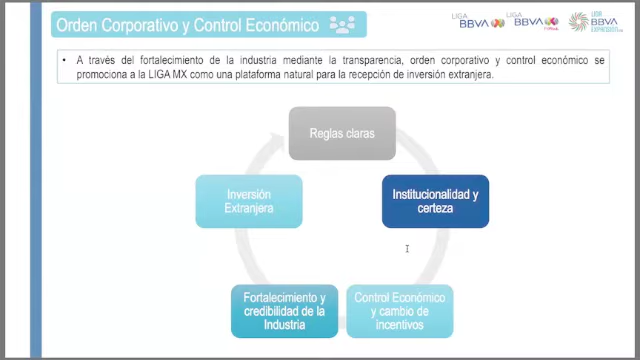 Orden Corporativo y Control Económico
LIGA
BBVA
LIGA
BBVA
LIGA
BBVA
EXPANSION
• A través del fortalecimiento de la industria mediante la transparencia, orden corporativo y control económico se
promociona a la LIGA MX como una plataforma natural para la recepción de inversión extranjera.
Reglas claras
Inversión
Extranjera
Institucionalidad y
certeza
Fortalecimiento y
credibilidad de la
Industria
Control Económico
y cambio de
incentivos